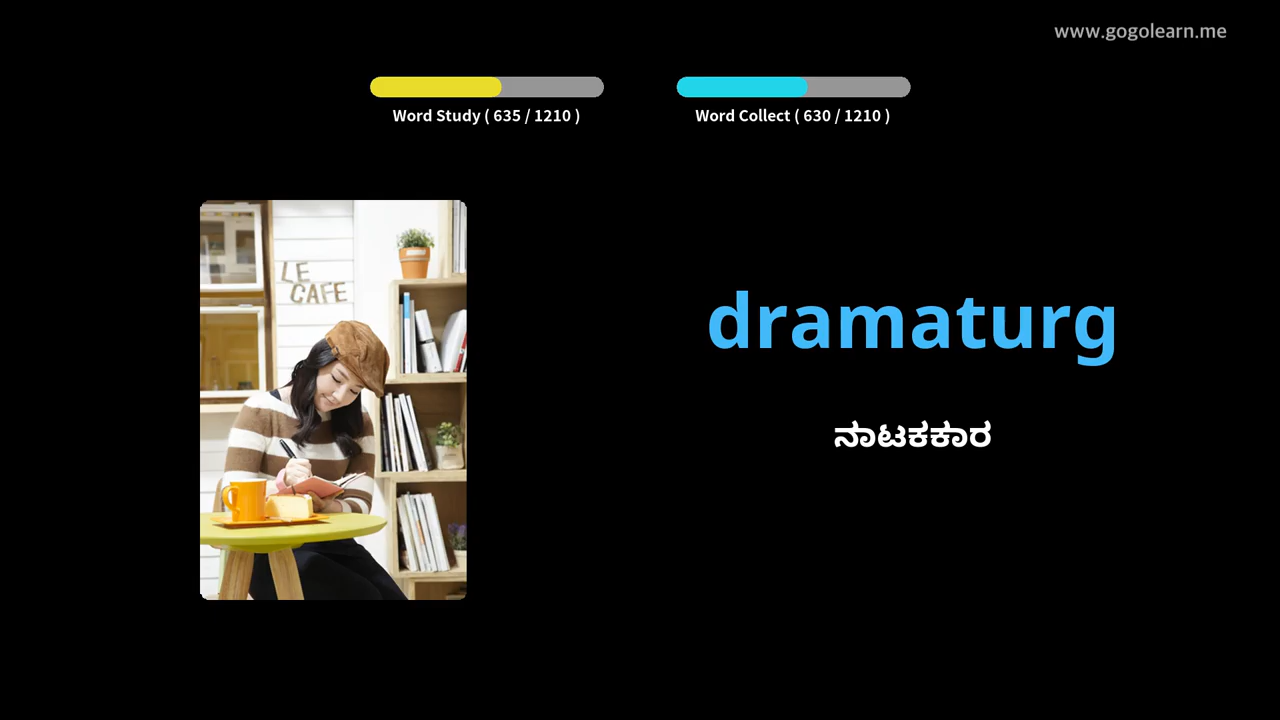 www.gogolearn.me
Word Study ( 635 / 1210 )
Word Collect ( 630 / 1210 )
LE
CAFE
dramaturg
ನಾಟಕಕಾರ